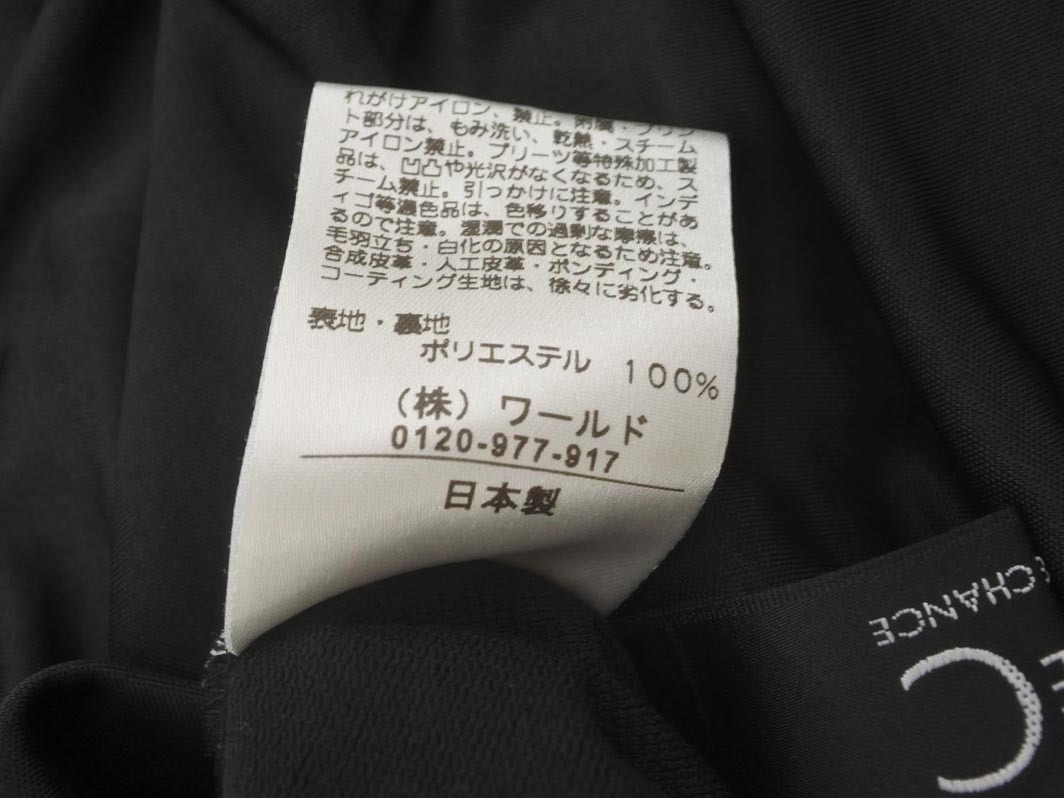 れがけアイロン、禁止。附属・プリン
ト部分は、もみ洗い、乾熱・スチーム
アイロン禁止。プリーツ等特殊加工製
品は、凹凸や光沢がなくなるため、ス
チーム禁止。引っかけに注意。インデ
ィゴ等濃色品は、色移りすることがあ
るので注意。湿潤での過剰な摩擦は、
毛羽立ち・白化の原因となるため注意。
合成皮革・人工皮革・ボンディング・
コーティング生地は、徐々に劣化する。
表地・裏地
ポリエステル 100%
(株) ワールド
0120-977-917
日本製
CHANCE
C